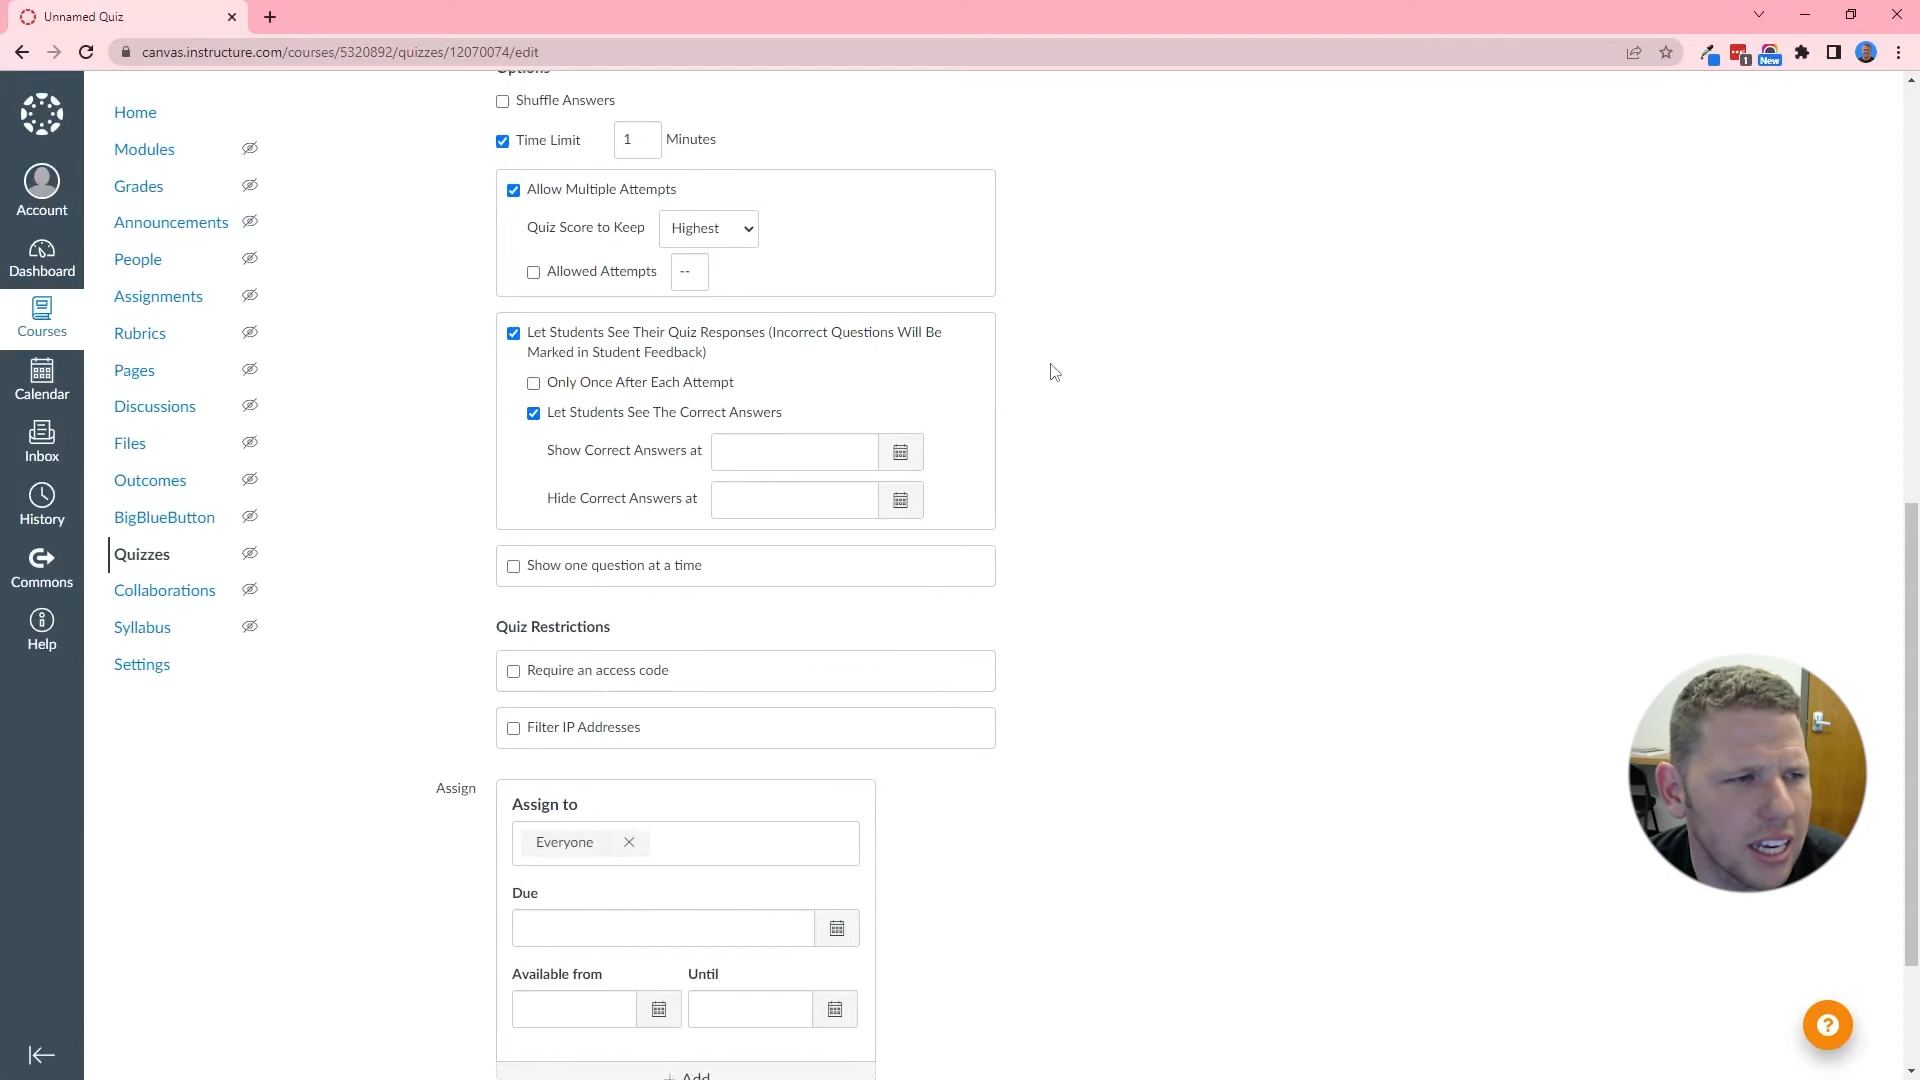 Unnamed Quiz
canvas.instructure.com/courses/5320892/quizzes/12070074/edit
1
New
Account
Dashboard
Courses
Calendar
Inbox
History
Commons
Help
Home
Modules
Grades
Announcements
People
Assignments
Rubrics
Pages
Discussions
Files
Outcomes
BigBlueButton
Quizzes
Collaborations
Syllabus
Settings
Options
Shuffle Answers
Time Limit 1 Minutes
Allow Multiple Attempts
Quiz Score to Keep Highest
Allowed Attempts --
Let Students See Their Quiz Responses (Incorrect Questions Will Be
Marked in Student Feedback)
Only Once After Each Attempt
Let Students See The Correct Answers
Show Correct Answers at
Hide Correct Answers at
Show one question at a time
Quiz Restrictions
Require an access code
Filter IP Addresses
Assign
Assign to
Everyone
Due
Available from Until
+ Add